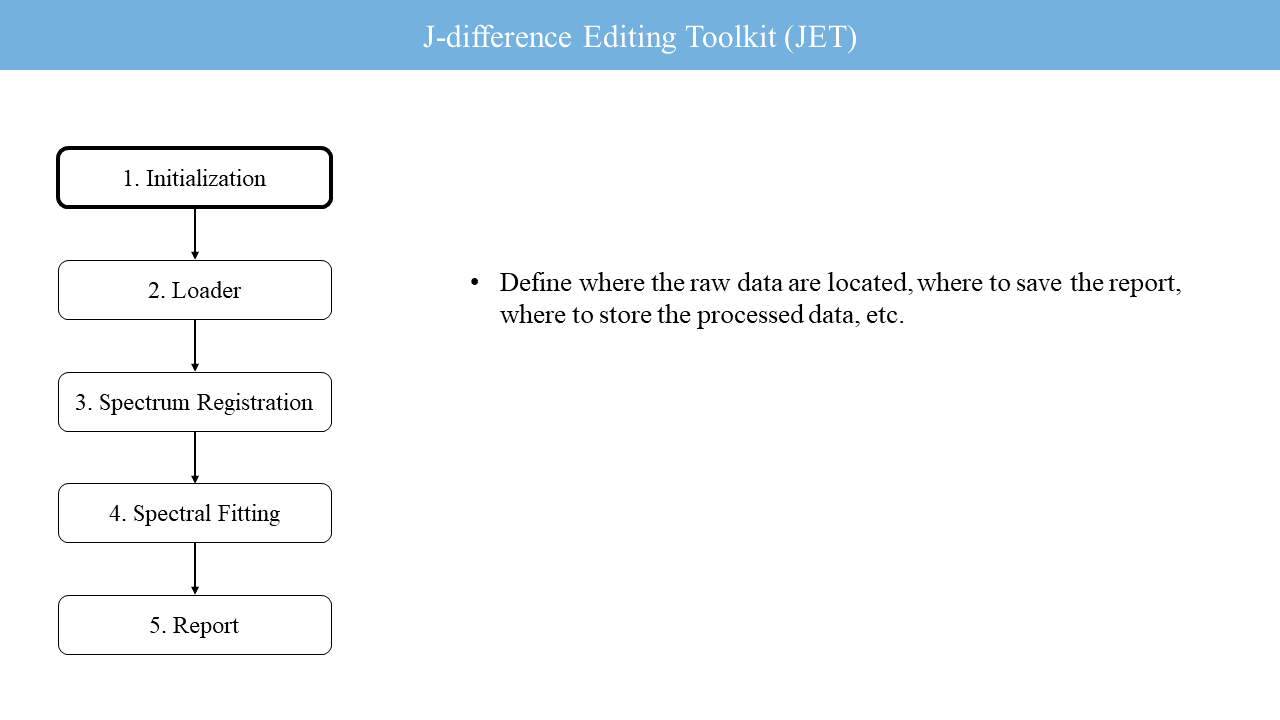 J-difference Editing Toolkit (JET)
1. Initialization
2. Loader
3. Spectrum Registration
4. Spectral Fitting
5. Report
• Define where the raw data are located, where to save the report,
where to store the processed data, etc.